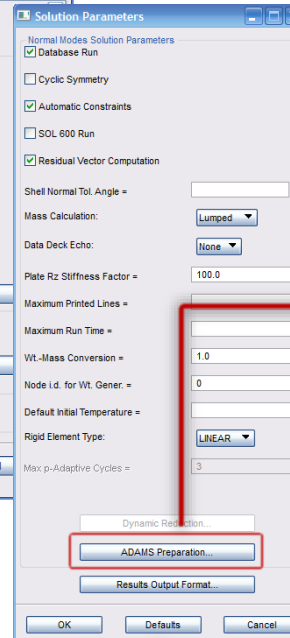 Solution Parameters
Normal Modes Solution Parameters
Database Run
Cyclic Symmetry
Automatic Constraints
SOL 600 Run
Residual Vector Computation
Shell Normal Tol. Angle =
Mass Calculation: Lumped
Data Deck Echo: None
Plate Rz Stiffness Factor = 100.0
Maximum Printed Lines =
Maximum Run Time =
Wt.-Mass Conversion = 1.0
Node i.d. for Wt. Gener. = 0
Default Initial Temperature =
Rigid Element Type: LINEAR
Max p-Adaptive Cycles = 3
Dynamic Reduction...
ADAMS Preparation...
Results Output Format...
OK Defaults Cancel